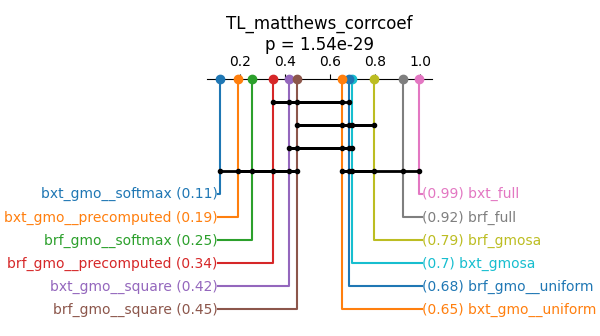 TL_matthews_corrcoef
p = 1.54e-29
0.2 0.4 0.6 0.8 1.0
bxt_gmo__softmax (0.11) (0.99) bxt_full
bxt_gmo__precomputed (0.19) (0.92) brf_full
brf_gmo__softmax (0.25) (0.79) brf_gmosa
brf_gmo__precomputed (0.34) (0.7) bxt_gmosa
bxt_gmo__square (0.42) (0.68) brf_gmo__uniform
brf_gmo__square (0.45) (0.65) bxt_gmo__uniform